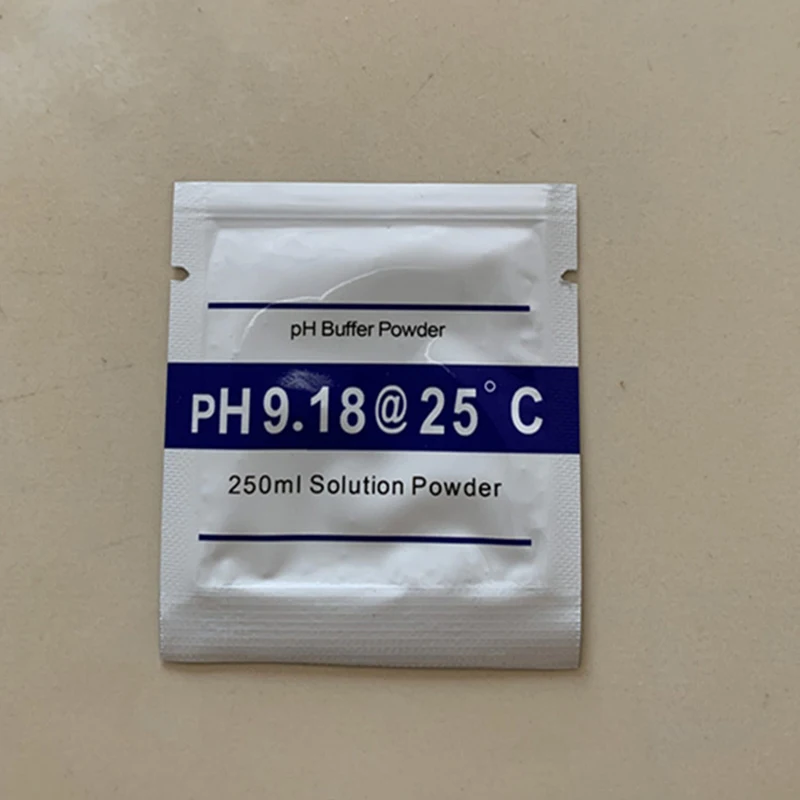 pH Buffer Powder
PH 9.18 @ 25 °C
250ml Solution Powder